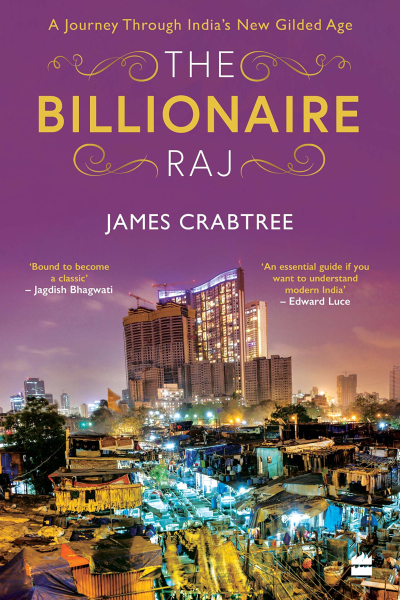 A Journey Through India's New Gilded Age
THE
BILLIONAIRE
RAJ
JAMES CRABTREE
'Bound to become
a classic'
– Jagdish Bhagwati
'An essential guide if you
want to understand
modern India'
– Edward Luce